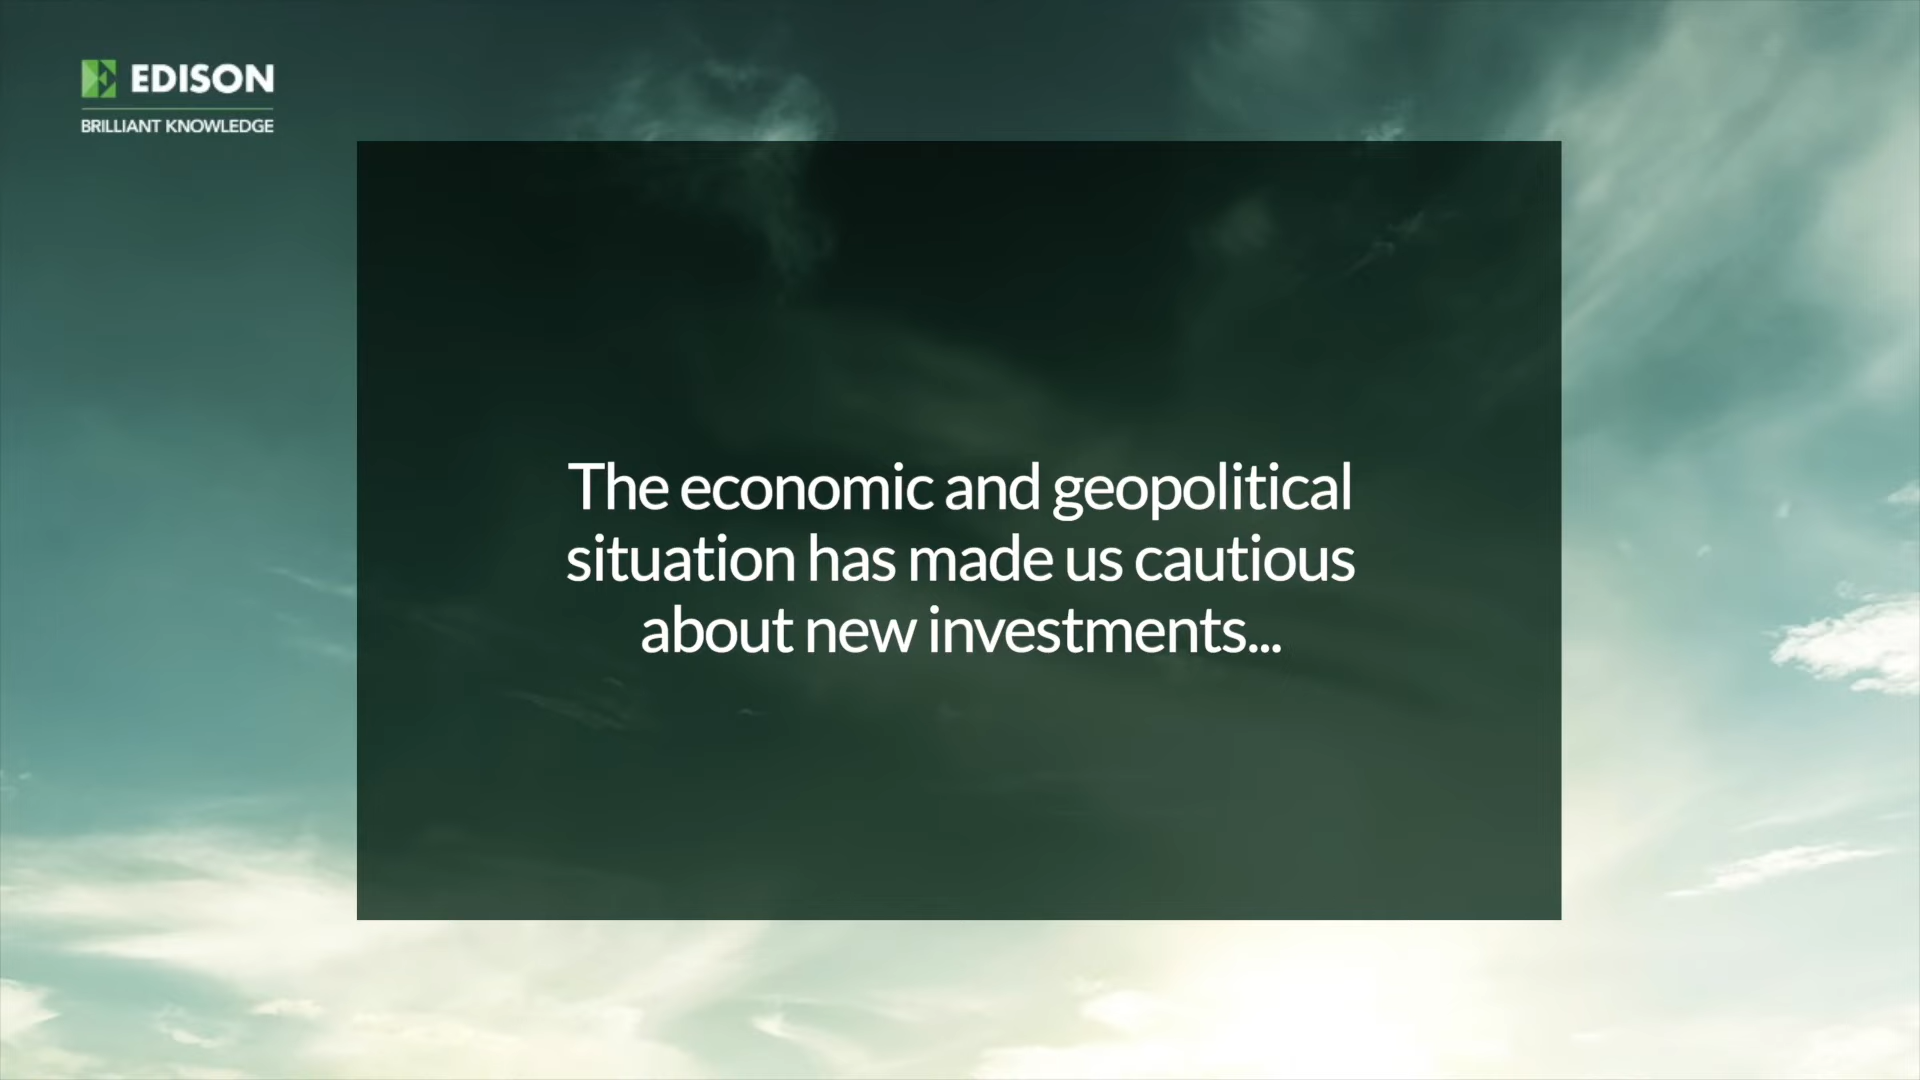 EDISON
BRILLIANT KNOWLEDGE
The economic and geopolitical
situation has made us cautious
about new investments...